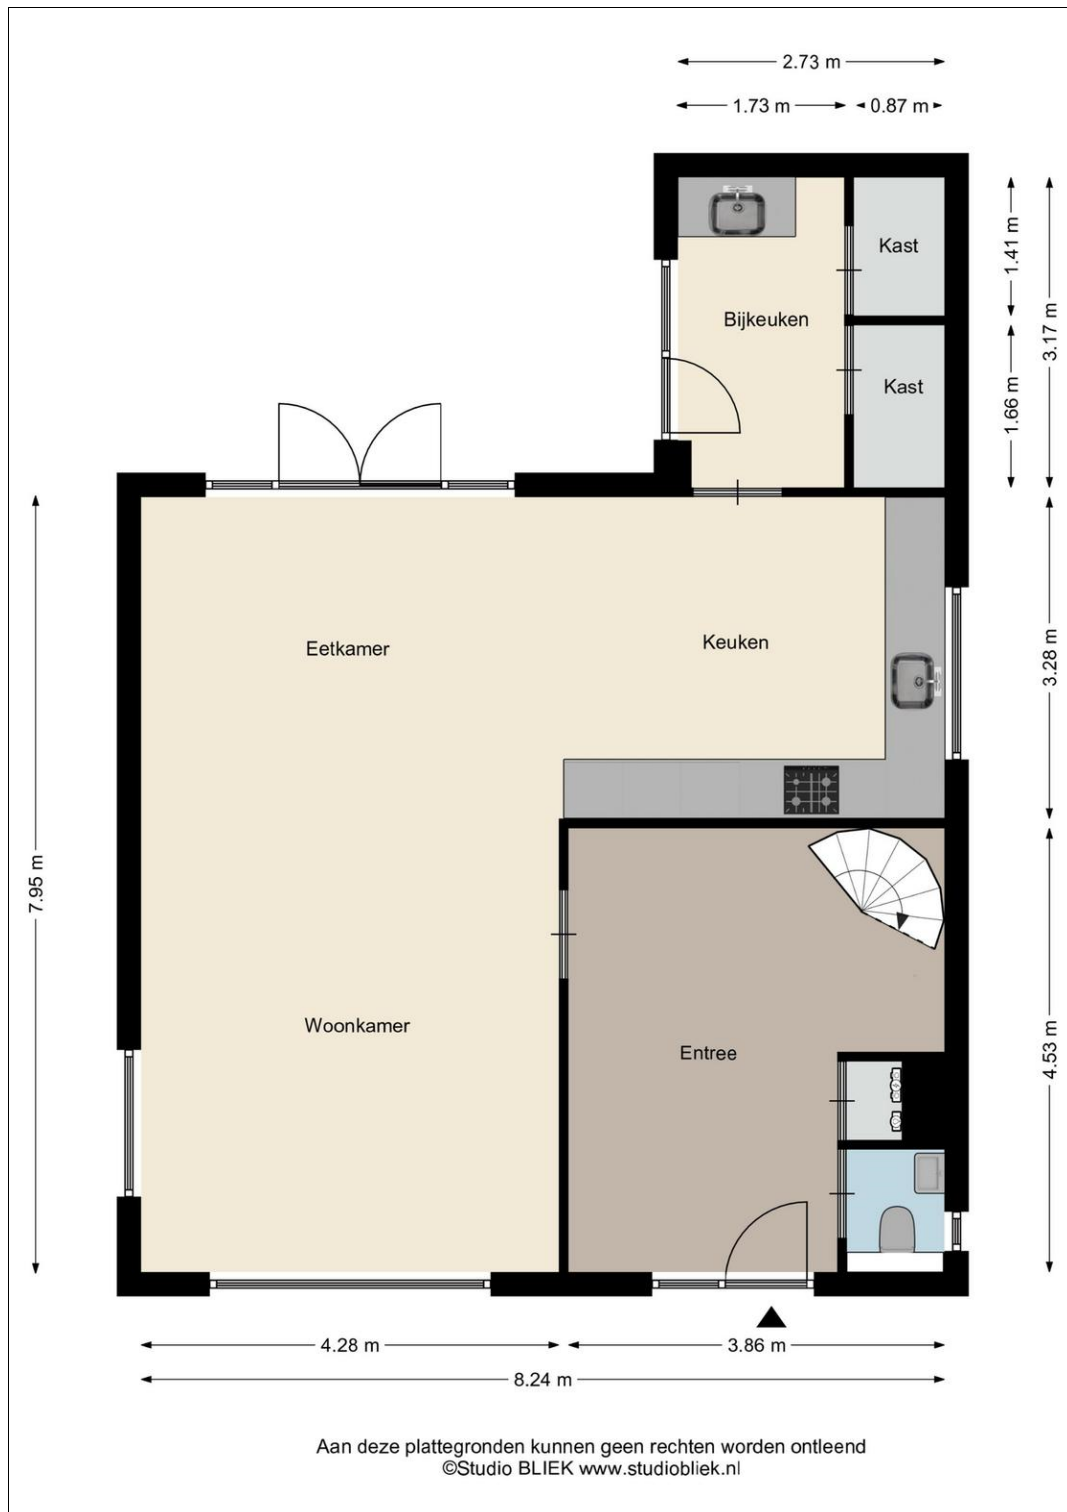 2.73 m
1.73 m
0.87 m
Kast
1.41 m
Bijkeuken
3.17 m
Kast
1.66 m
Eetkamer
Keuken
3.28 m
7.95 m
Woonkamer
Entree
4.53 m
4.28 m
3.86 m
8.24 m
Aan deze plattegronden kunnen geen rechten worden ontleend
©Studio BLIEK www.studiobliek.nl